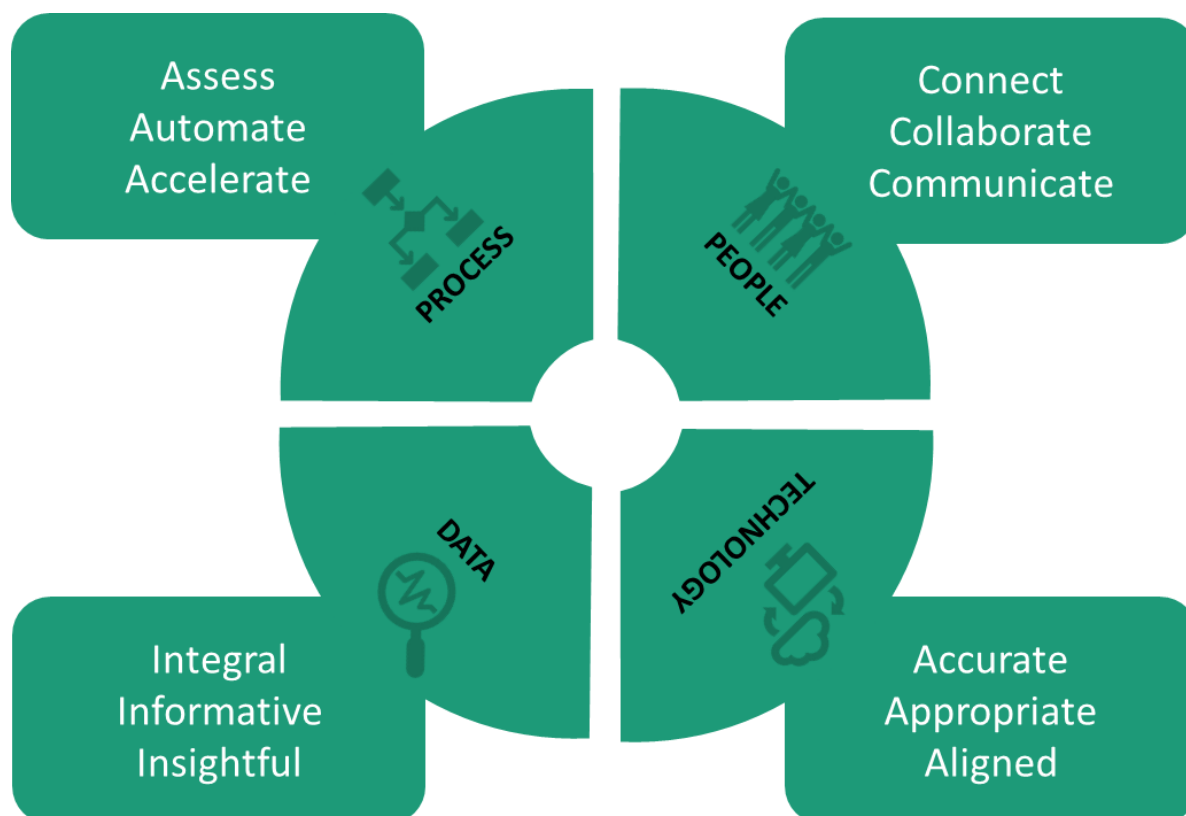 Assess
Automate
Accelerate
Connect
Collaborate
Communicate
PROCESS
PEOPLE
DATA
TECHNOLOGY
Integral
Informative
Insightful
Accurate
Appropriate
Aligned